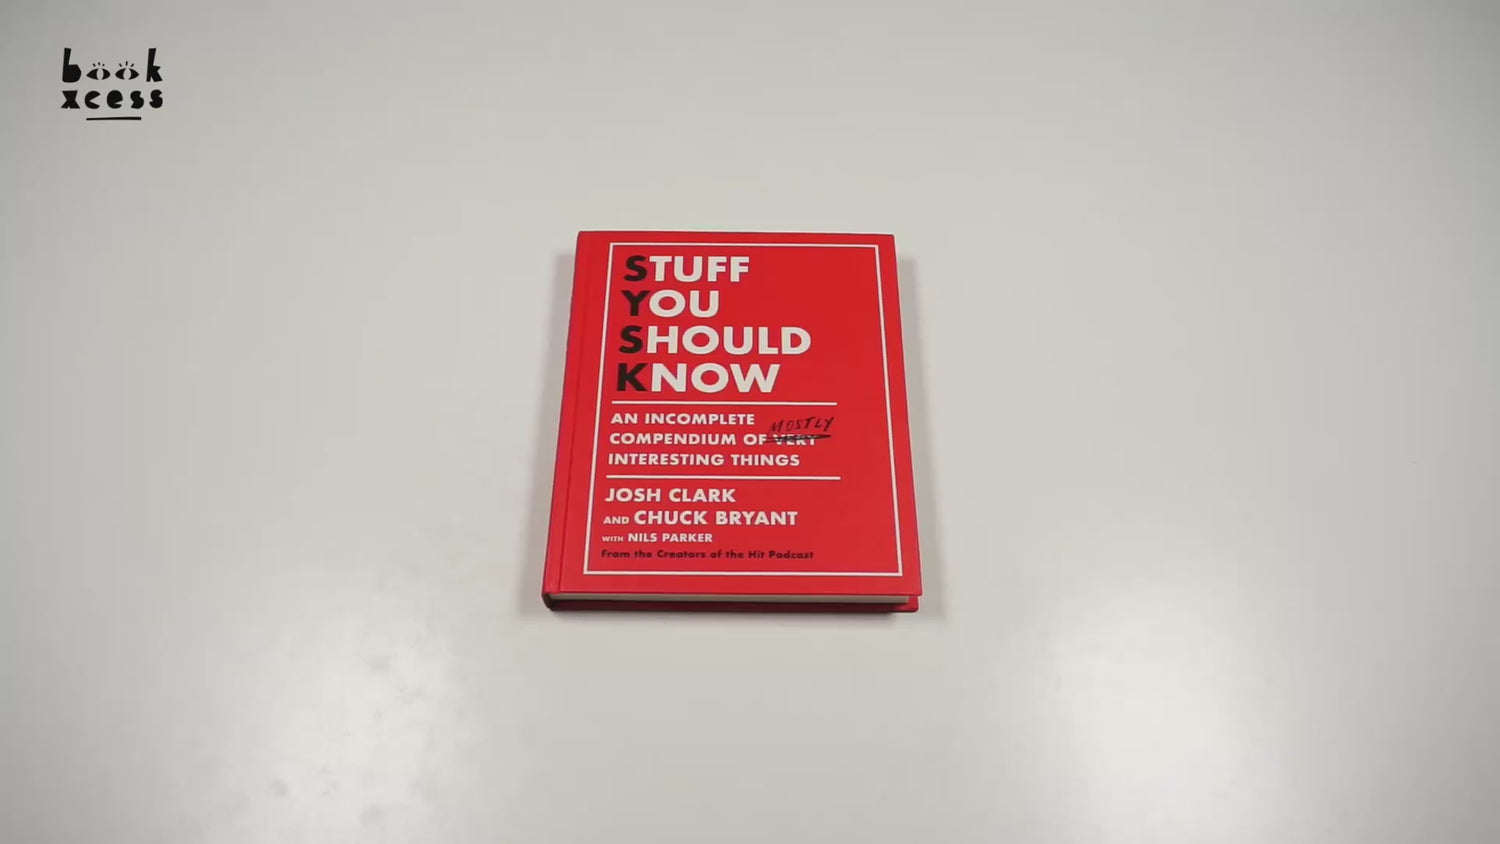 book
xcess
STUFF
YOU
SHOULD
KNOW
AN INCOMPLETE
MOSTLY
COMPENDIUM OF VERY
INTERESTING THINGS
JOSH CLARK
AND CHUCK BRYANT
WITH NILS PARKER
From the Creators of the Hit Podcast